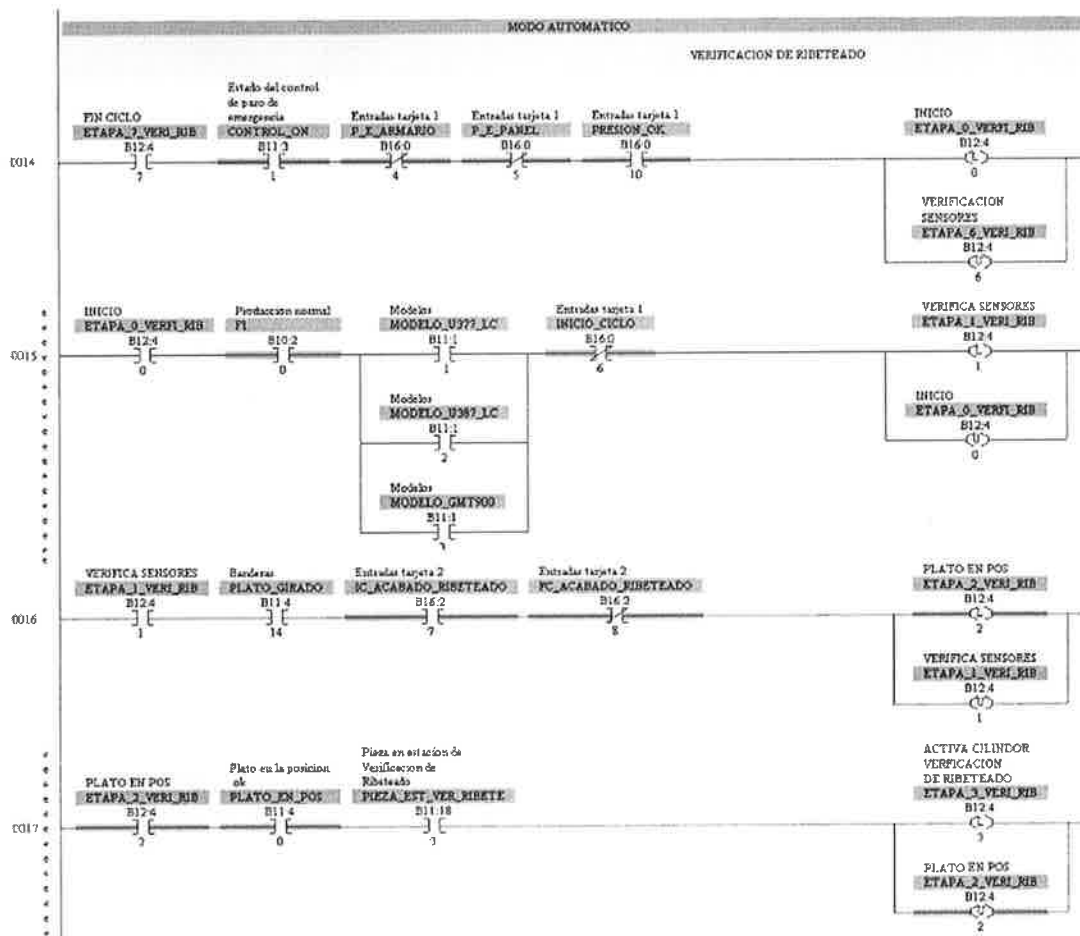 MODO AUTOMATICO
VERIFICACION DE RIBETEADO
0014
FIN CICLO
ETAPA_7_VERI_RIB
B12:4
7
Estado del control
de paro de
emergencia
CONTROL_ON
B11:3
1
Entradas tarjeta 1
P_E_ARMARIO
B16:0
4
Entradas tarjeta 1
P_E_PANEL
B16:0
5
Entradas tarjeta 1
PRESION_OK
B16:0
10
INICIO
ETAPA_0_VERFI_RIB
B12:4
L
0
VERIFICACION
SENSORES
ETAPA_6_VERI_RIB
B12:4
U
6
0015
INICIO
ETAPA_0_VERFI_RIB
B12:4
0
Produccion normal
F1
B10:2
0
Modelos
MODELO_U377_LC
B11:1
1
Modelos
MODELO_U387_LC
B11:1
2
Modelos
MODELO_GMT900
B11:1
3
Entradas tarjeta 1
INICIO_CICLO
B16:0
6
VERIFICA SENSORES
ETAPA_1_VERI_RIB
B12:4
L
1
INICIO
ETAPA_0_VERFI_RIB
B12:4
U
0
0016
VERIFICA SENSORES
ETAPA_1_VERI_RIB
B12:4
1
Banderas
PLATO_GIRADO
B11:4
14
Entradas tarjeta 2
IC_ACABADO_RIBETEADO
B16:2
7
Entradas tarjeta 2
FC_ACABADO_RIBETEADO
B16:2
8
PLATO EN POS
ETAPA_2_VERI_RIB
B12:4
L
2
VERIFICA SENSORES
ETAPA_1_VERI_RIB
B12:4
U
1
0017
PLATO EN POS
ETAPA_2_VERI_RIB
B12:4
2
Plato en la posicion
ok
PLATO_EN_POS
B11:4
0
Pieza en estacion de
Verificacion de
Ribeteado
PIEZA_EST_VER_RIBETE
B11:18
3
ACTIVA CILINDOR
VERFICACION
DE RIBETEADO
ETAPA_3_VERI_RIB
B12:4
L
3
PLATO EN POS
ETAPA_2_VERI_RIB
B12:4
U
2